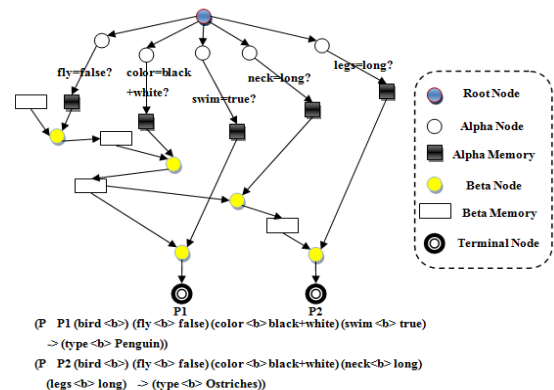 fly=false?
color=black
+white?
swim=true?
neck=long?
legs=long?
Root Node
Alpha Node
Alpha Memory
Beta Node
Beta Memory
Terminal Node
P1
P2
(P P1 (bird <b>) (fly <b> false) (color <b> black+white) (swim <b> true)
-> (type <b> Penguin))
(P P2 (bird <b>) (fly <b> false) (color <b> black+white) (neck<b> long)
(legs <b> long) -> (type <b> Ostriches))